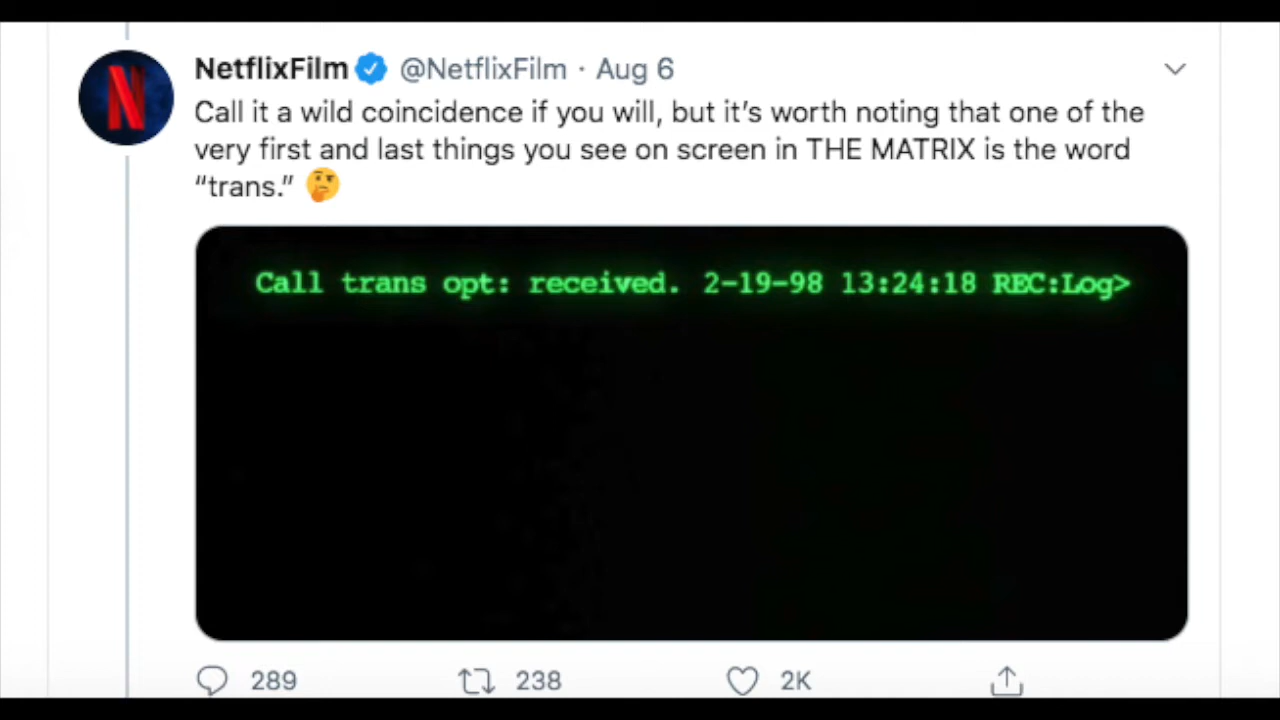 NetflixFilm @NetflixFilm · Aug 6
Call it a wild coincidence if you will, but it’s worth noting that one of the
very first and last things you see on screen in THE MATRIX is the word
“trans.” 🤔
Call trans opt: received. 2-19-98 13:24:18 REC:Log>
289 238 2K